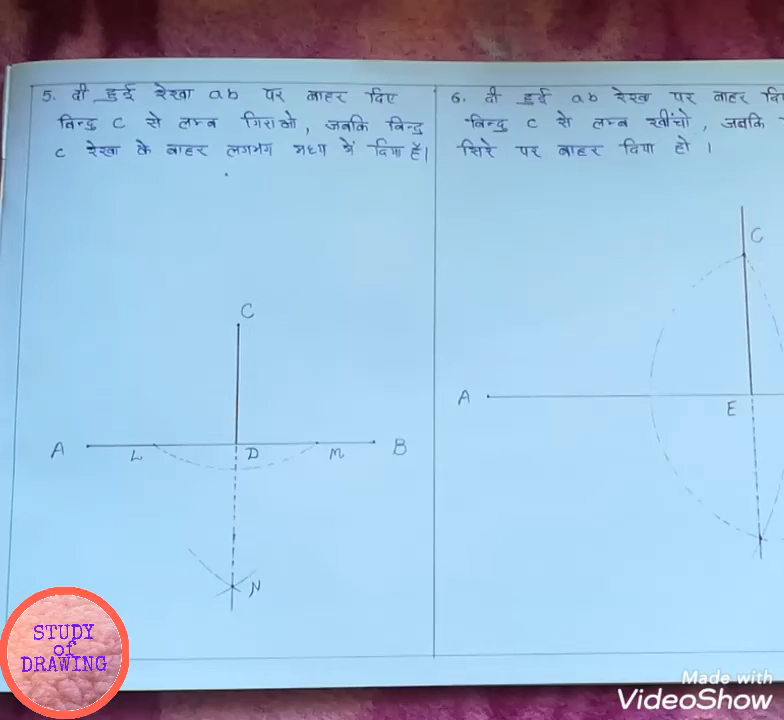 5. दी हुई रेखा ab पर बाहर दिए
बिन्दु C से लम्ब गिराओ, जबकि बिन्दु
C रेखा के बाहर लगभग मध्य में दिया है।
6. दी हुई ab रेखा पर बाहर
बिन्दु C से लम्ब खींचो, जबकि
सिरे पर बाहर दिया हो ।
C
A
L
D
M
B
N
C
A
E
STUDY
of
DRAWING
Made with
VideoShow